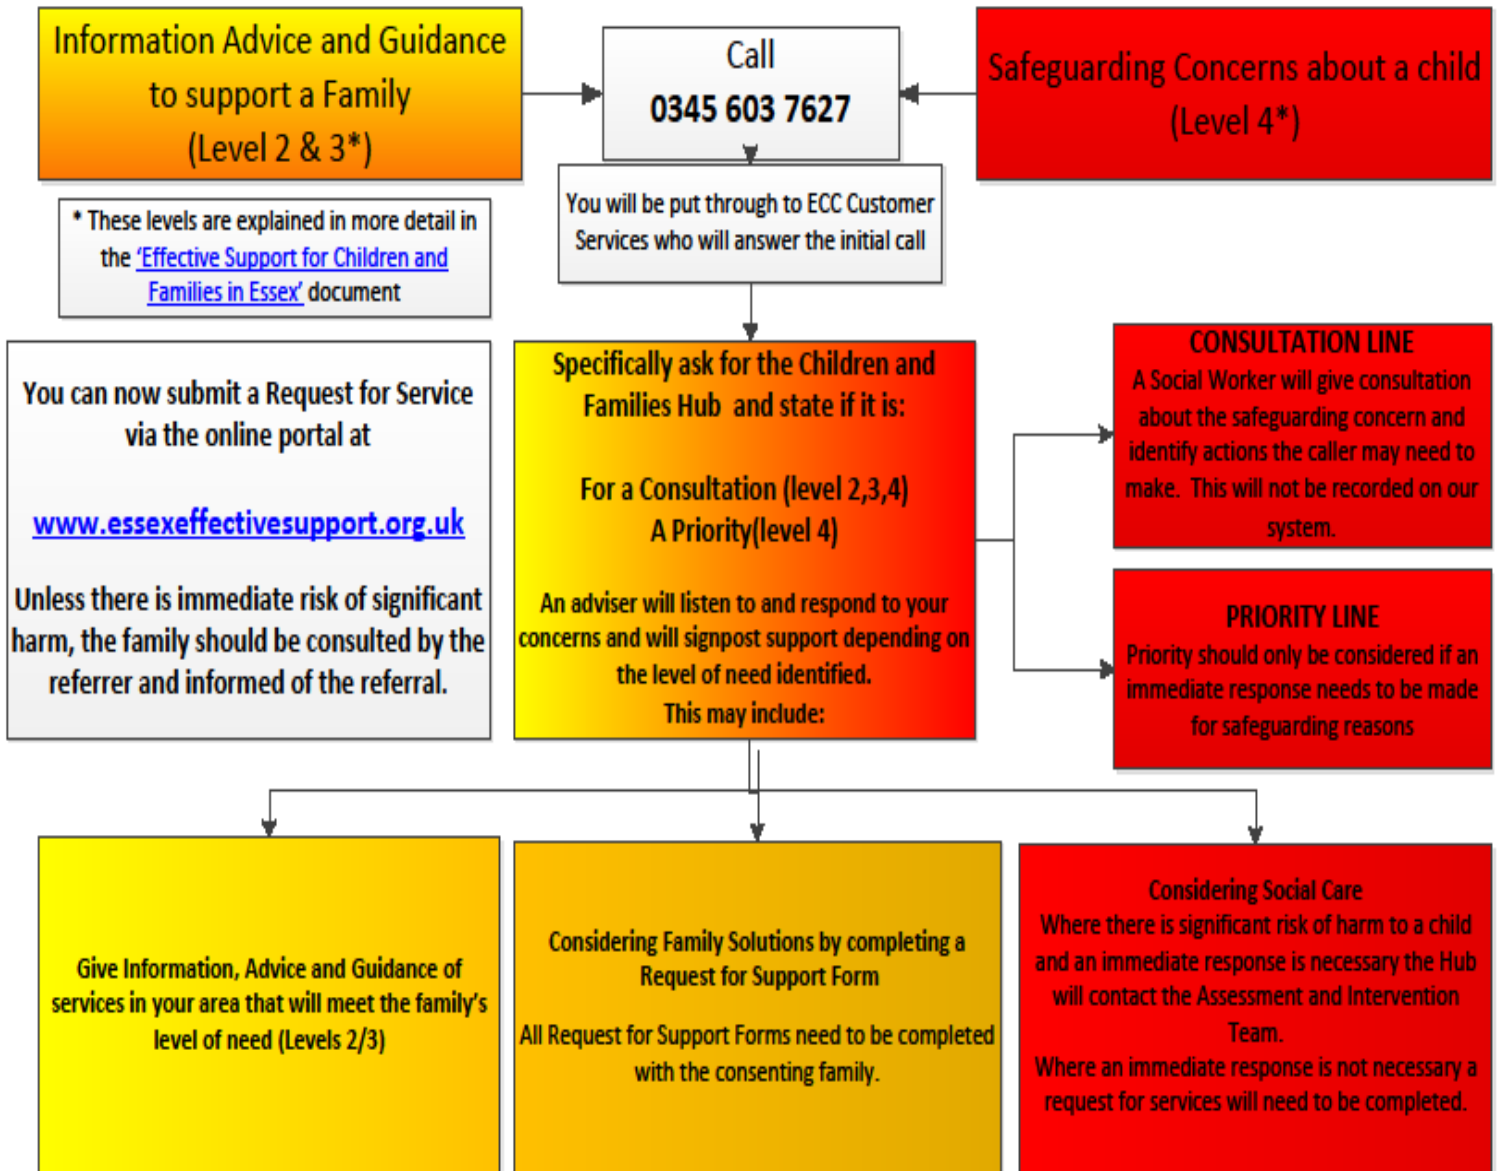 Information Advice and Guidance
to support a Family
(Level 2 & 3*)
Call
0345 603 7627
Safeguarding Concerns about a child
(Level 4*)
* These levels are explained in more detail in
the ‘Effective Support for Children and
Families in Essex’ document
You will be put through to ECC Customer
Services who will answer the initial call
You can now submit a Request for Service
via the online portal at
www.essexeffectivesupport.org.uk
Unless there is immediate risk of significant
harm, the family should be consulted by the
referrer and informed of the referral.
Specifically ask for the Children and
Families Hub and state if it is:
For a Consultation (level 2,3,4)
A Priority(level 4)
An adviser will listen to and respond to your
concerns and will signpost support depending on
the level of need identified.
This may include:
CONSULTATION LINE
A Social Worker will give consultation
about the safeguarding concern and
identify actions the caller may need to
make. This will not be recorded on our
system.
PRIORITY LINE
Priority should only be considered if an
immediate response needs to be made
for safeguarding reasons
Give Information, Advice and Guidance of
services in your area that will meet the family’s
level of need (Levels 2/3)
Considering Family Solutions by completing a
Request for Support Form
All Request for Support Forms need to be completed
with the consenting family.
Considering Social Care
Where there is significant risk of harm to a child
and an immediate response is necessary the Hub
will contact the Assessment and Intervention
Team.
Where an immediate response is not necessary a
request for services will need to be completed.